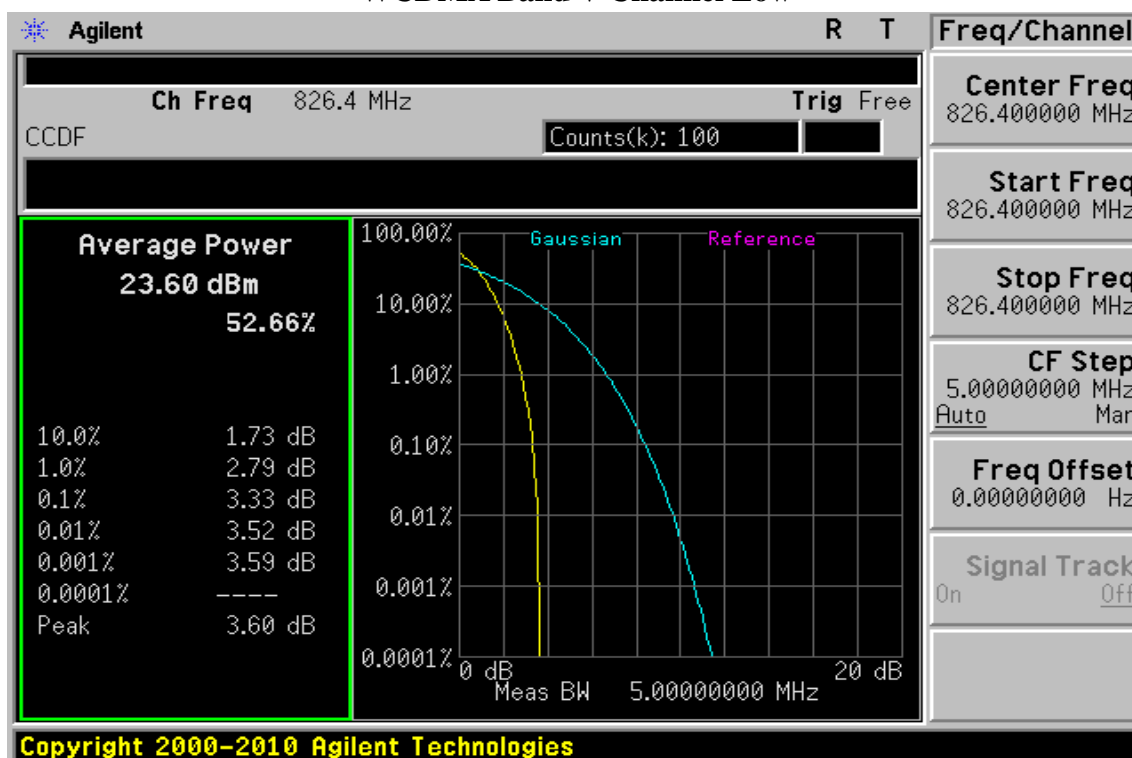 Agilent R T
Ch Freq 826.4 MHz Trig Free
CCDF Counts(k): 100
Average Power
23.60 dBm
52.66%
10.0% 1.73 dB
1.0% 2.79 dB
0.1% 3.33 dB
0.01% 3.52 dB
0.001% 3.59 dB
0.0001% ----
Peak 3.60 dB
100.00%
10.00%
1.00%
0.10%
0.01%
0.001%
0.0001%
Gaussian Reference
0 dB 20 dB
Meas BW 5.00000000 MHz
Freq/Channel
Center Freq
826.400000 MHz
Start Freq
826.400000 MHz
Stop Freq
826.400000 MHz
CF Step
5.00000000 MHz
Auto Man
Freq Offset
0.00000000 Hz
Signal Track
On Off
Copyright 2000-2010 Agilent Technologies